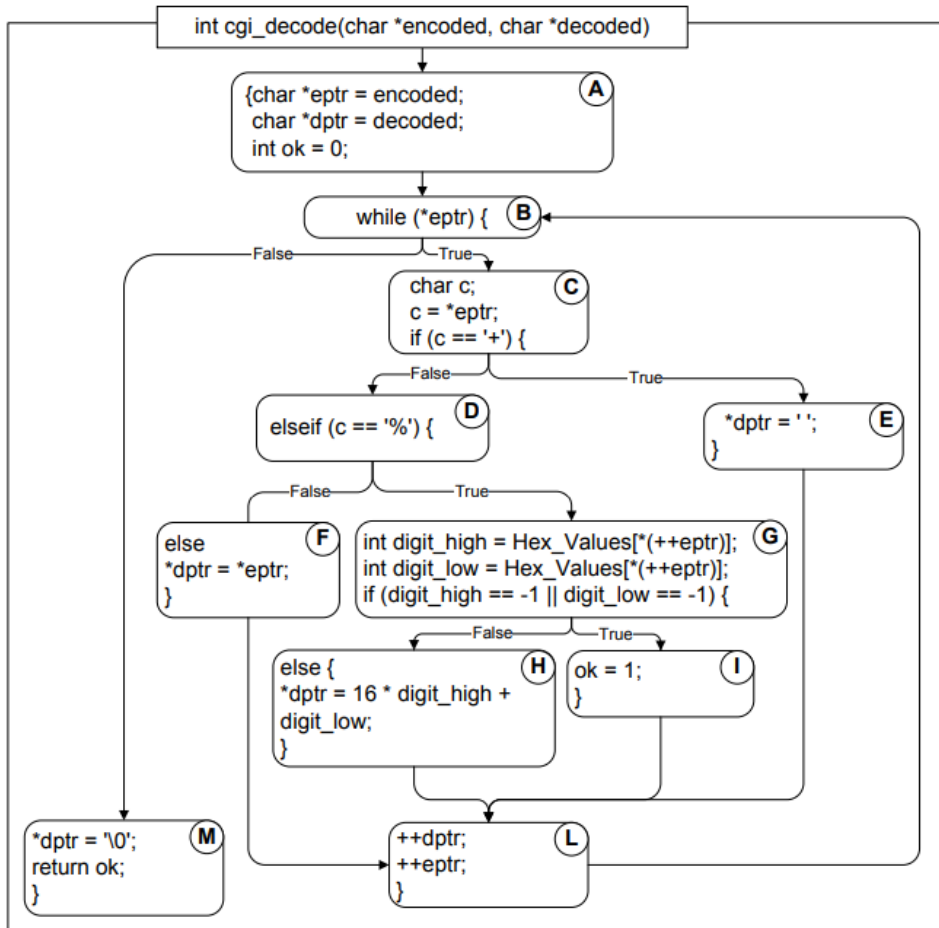 int cgi_decode(char *encoded, char *decoded)
A
{char *eptr = encoded;
char *dptr = decoded;
int ok = 0;
B
while (*eptr) {
False
True
C
char c;
c = *eptr;
if (c == '+') {
False
True
D
elseif (c == '%') {
E
*dptr = ' ';
}
False
True
F
else
*dptr = *eptr;
}
G
int digit_high = Hex_Values[*(++eptr)];
int digit_low = Hex_Values[*(++eptr)];
if (digit_high == -1 || digit_low == -1) {
False
True
H
else {
*dptr = 16 * digit_high +
digit_low;
}
I
ok = 1;
}
M
*dptr = '\0';
return ok;
}
L
++dptr;
++eptr;
}